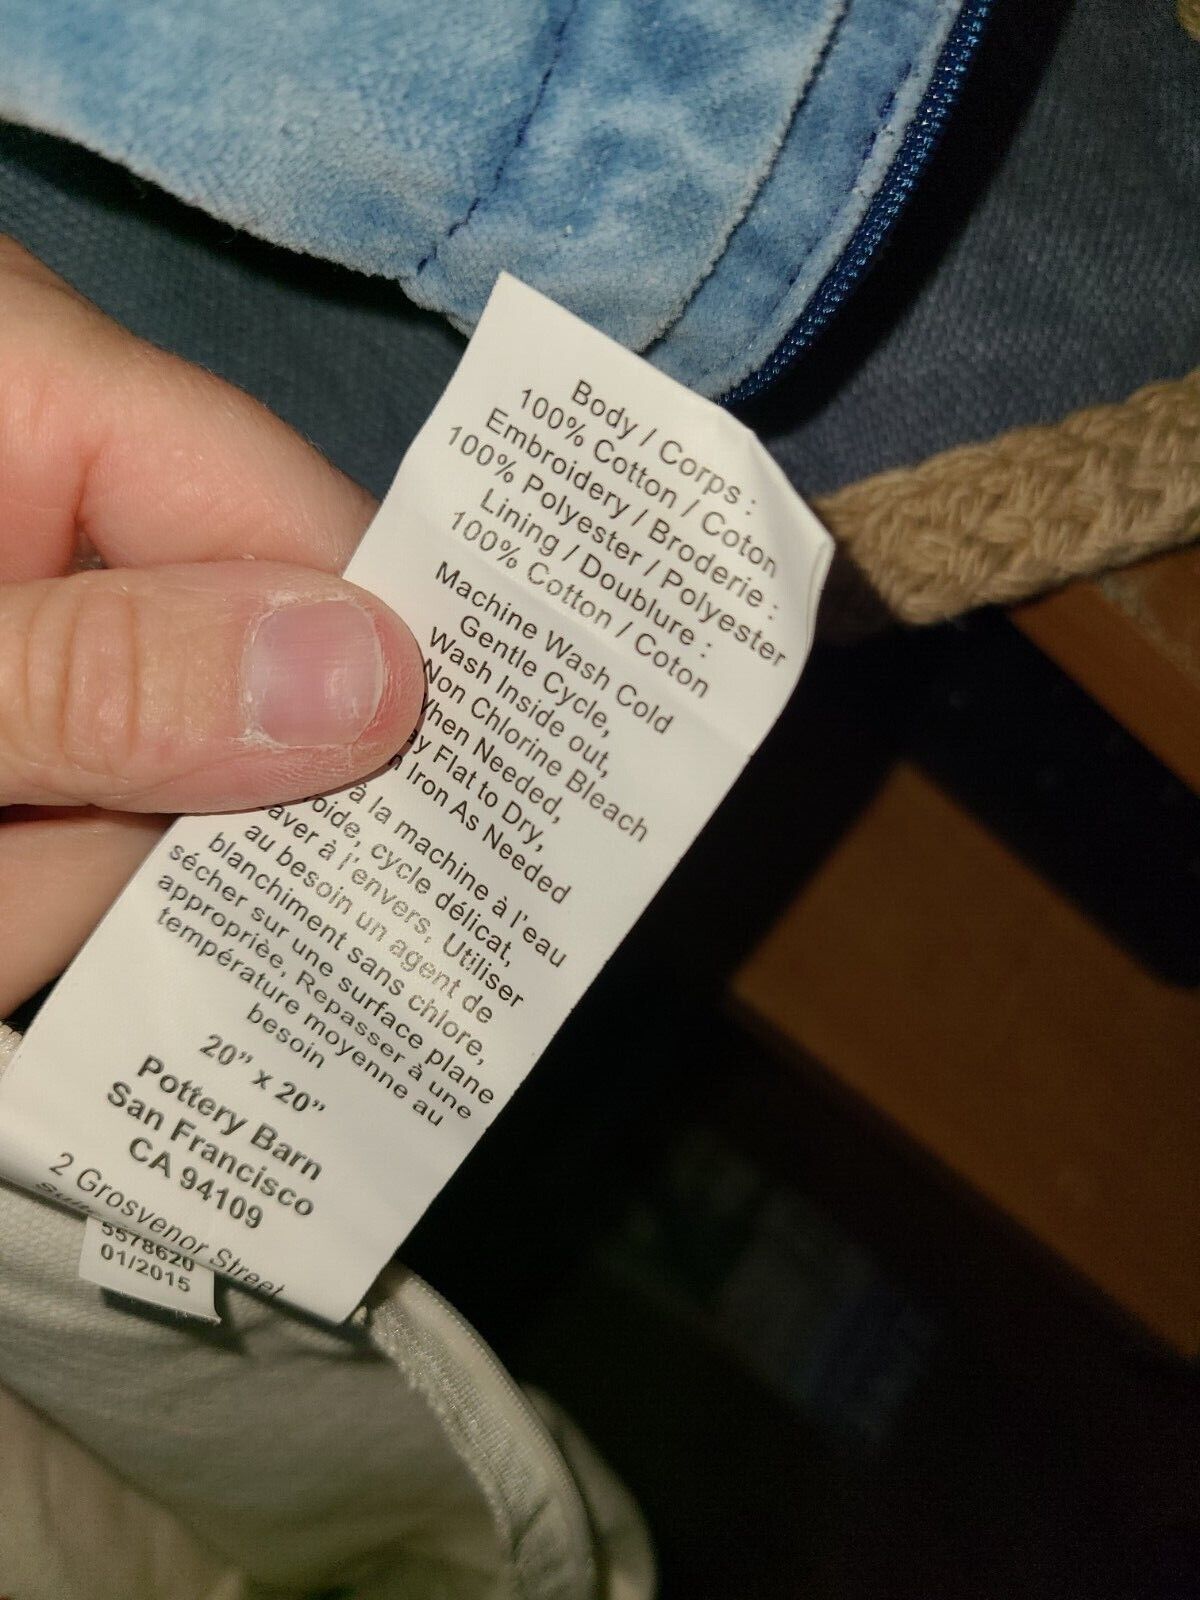 Body / Corps :
100% Cotton / Coton
Embroidery / Broderie :
100% Polyester / Polyester
Lining / Doublure :
100% Cotton / Coton
Machine Wash Cold
Gentle Cycle,
Wash Inside out,
Non Chlorine Bleach
When Needed,
Flat to Dry,
Iron As Needed
à la machine à l'eau
cycle délicat,
à l'envers, Utiliser
au besoin un agent de
blanchiment sans chlore,
sécher sur une surface plane
appropriée, Repasser à une
température moyenne au
besoin
20" x 20"
Pottery Barn
San Francisco
CA 94109
2 Grosvenor Street
5578620
01/2015